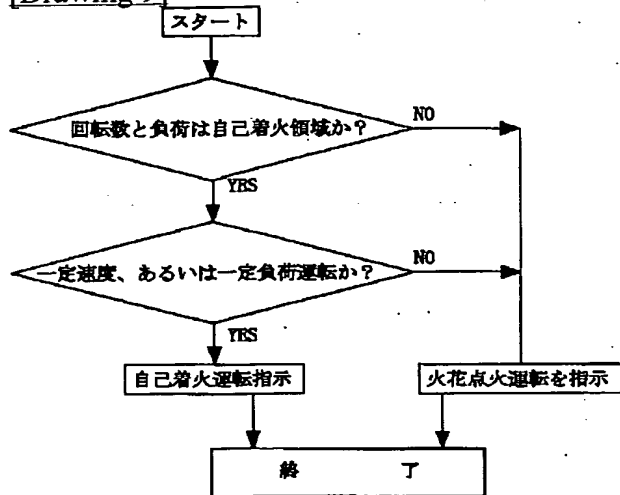 スタート
回転数と負荷は自己着火領域か?
NO
YES
一定速度、あるいは一定負荷運転か?
NO
YES
自己着火運転指示
火花点火運転を指示
終 了